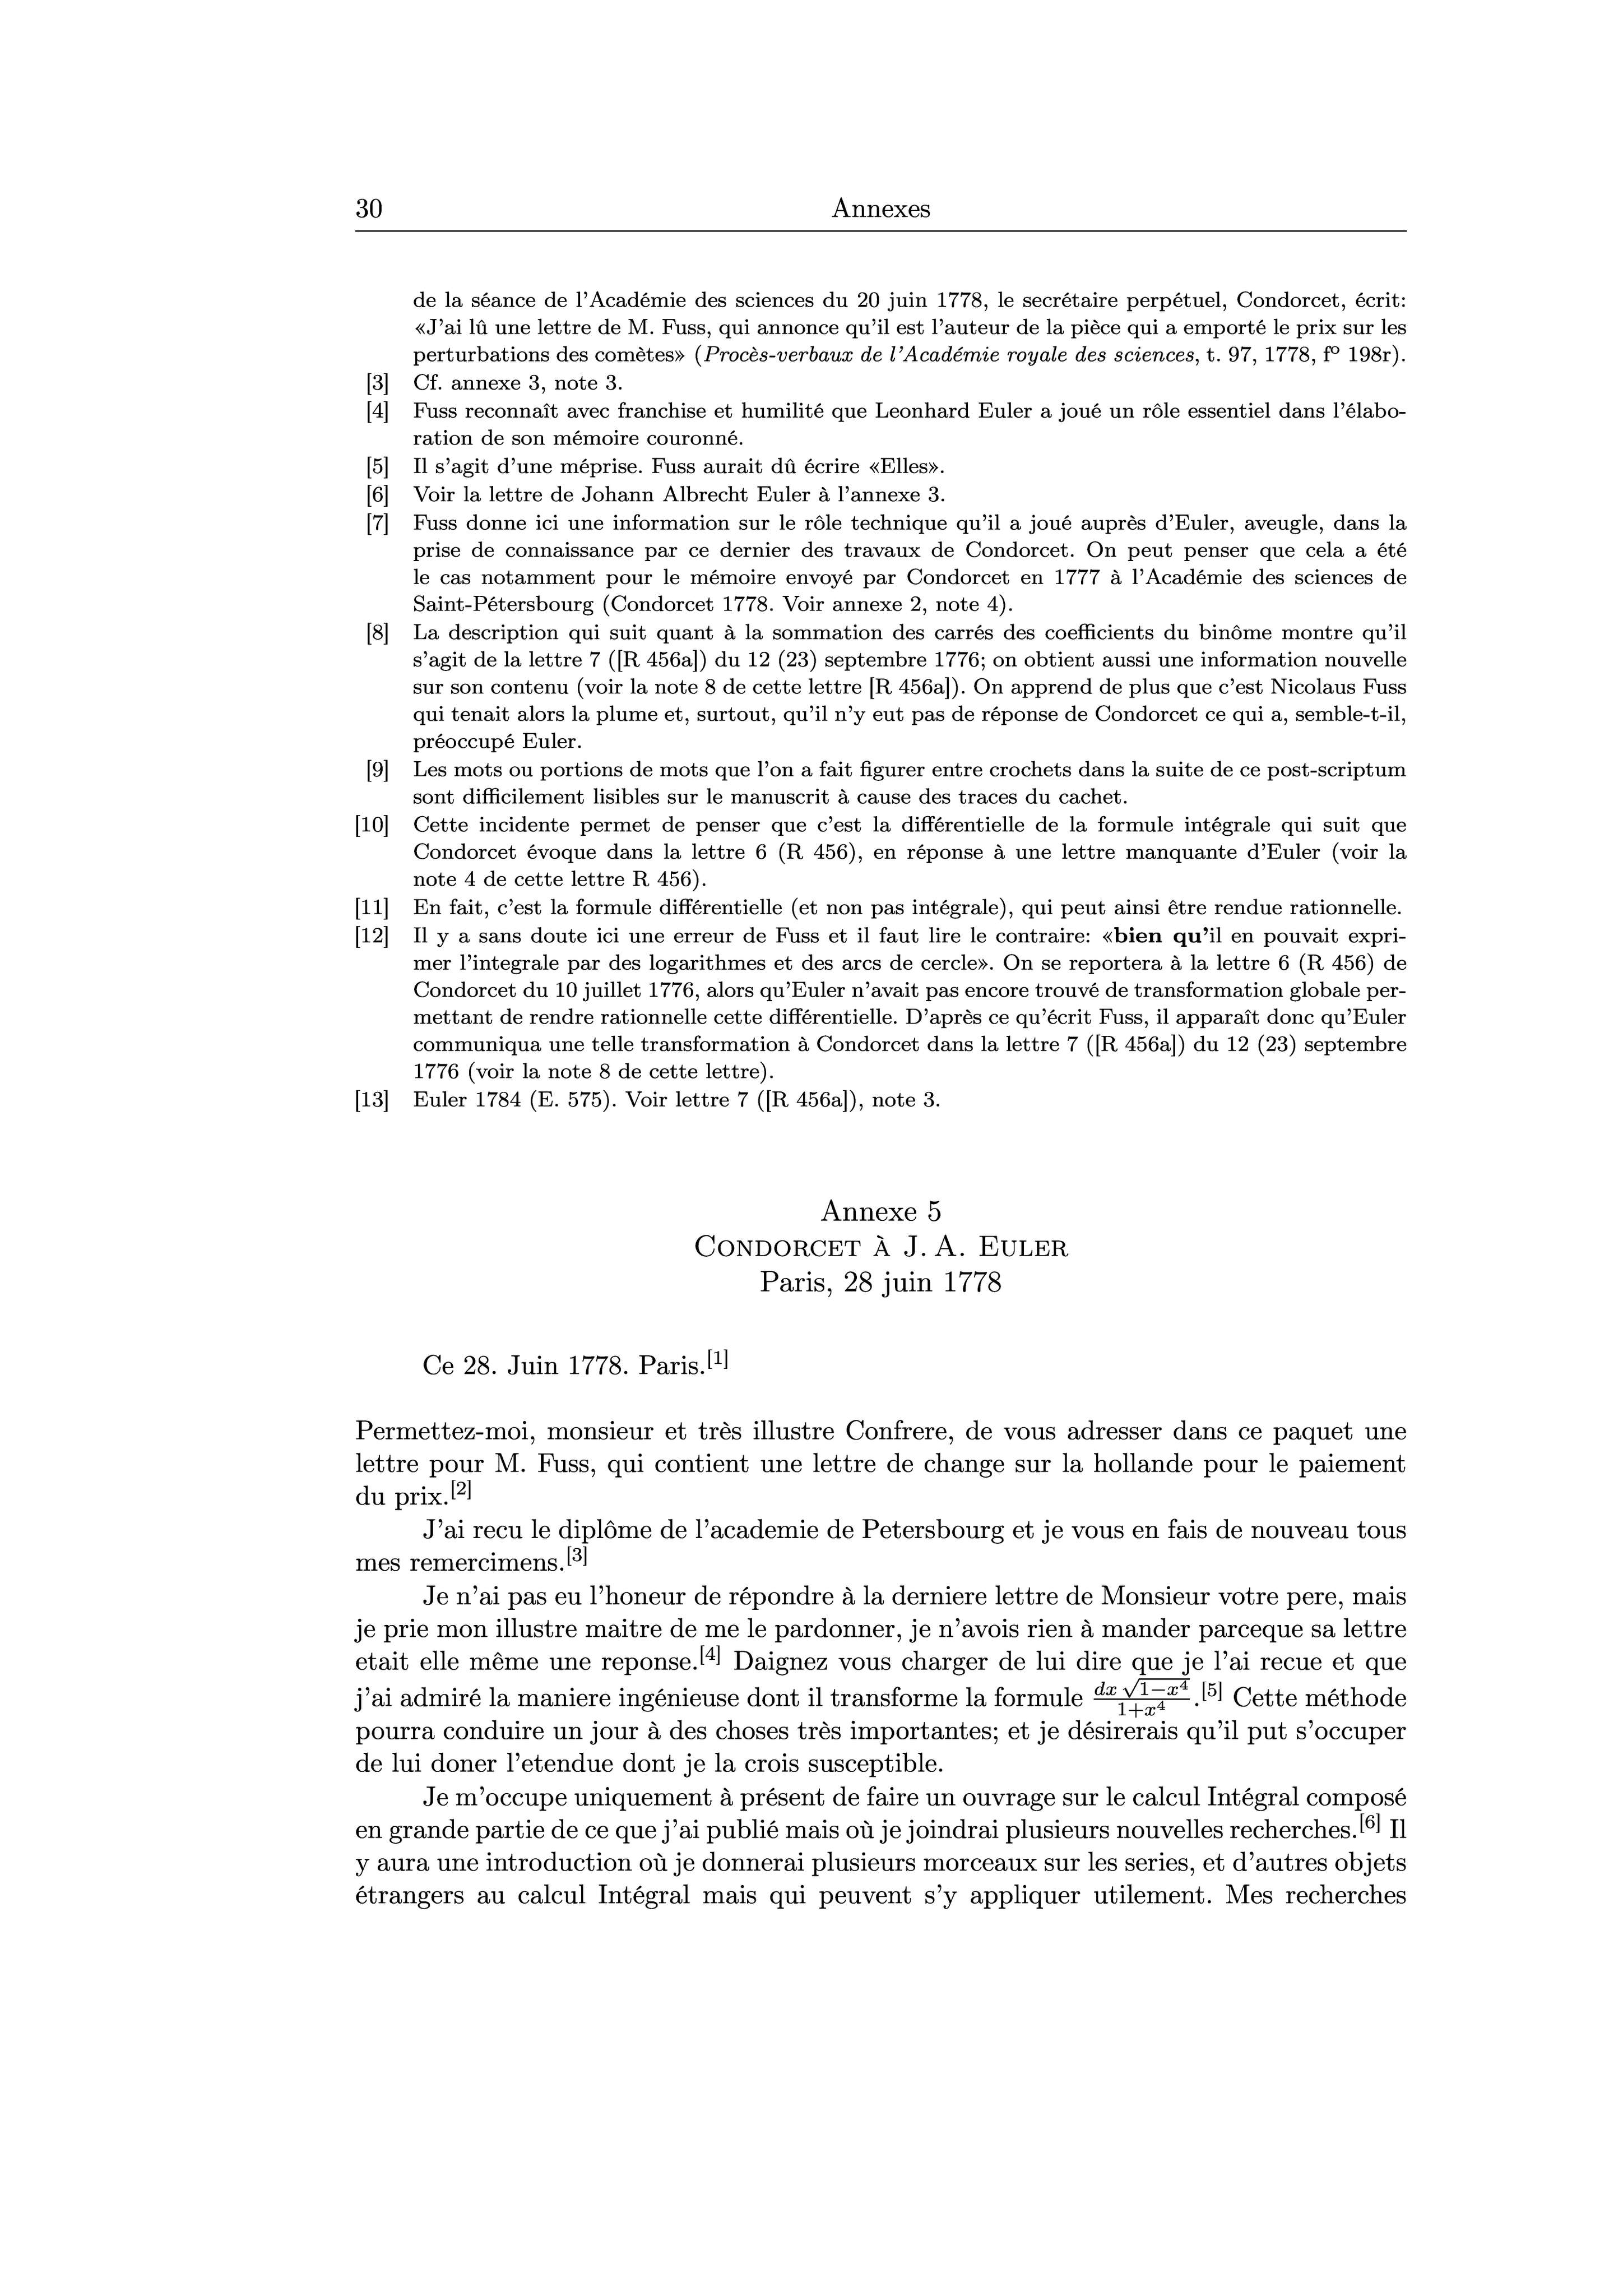 30 Annexes
de la séance de l'Académie des sciences du 20 juin 1778, le secrétaire perpétuel, Condorcet, écrit:
«J'ai lû une lettre de M. Fuss, qui annonce qu'il est l'auteur de la pièce qui a emporté le prix sur les
perturbations des comètes» (Procès-verbaux de l'Académie royale des sciences, t. 97, 1778, fº 198r).
[3] Cf. annexe 3, note 3.
[4] Fuss reconnaît avec franchise et humilité que Leonhard Euler a joué un rôle essentiel dans l'élabo-
ration de son mémoire couronné.
[5] Il s'agit d'une méprise. Fuss aurait dû écrire «Elles».
[6] Voir la lettre de Johann Albrecht Euler à l'annexe 3.
[7] Fuss donne ici une information sur le rôle technique qu'il a joué auprès d'Euler, aveugle, dans la
prise de connaissance par ce dernier des travaux de Condorcet. On peut penser que cela a été
le cas notamment pour le mémoire envoyé par Condorcet en 1777 à l'Académie des sciences de
Saint-Pétersbourg (Condorcet 1778. Voir annexe 2, note 4).
[8] La description qui suit quant à la sommation des carrés des coefficients du binôme montre qu'il
s'agit de la lettre 7 ([R 456a]) du 12 (23) septembre 1776; on obtient aussi une information nouvelle
sur son contenu (voir la note 8 de cette lettre [R 456a]). On apprend de plus que c'est Nicolaus Fuss
qui tenait alors la plume et, surtout, qu'il n'y eut pas de réponse de Condorcet ce qui a, semble-t-il,
préoccupé Euler.
[9] Les mots ou portions de mots que l'on a fait figurer entre crochets dans la suite de ce post-scriptum
sont difficilement lisibles sur le manuscrit à cause des traces du cachet.
[10] Cette incidente permet de penser que c'est la différentielle de la formule intégrale qui suit que
Condorcet évoque dans la lettre 6 (R 456), en réponse à une lettre manquante d'Euler (voir la
note 4 de cette lettre R 456).
[11] En fait, c'est la formule différentielle (et non pas intégrale), qui peut ainsi être rendue rationnelle.
[12] Il y a sans doute ici une erreur de Fuss et il faut lire le contraire: «bien qu'il en pouvait expri-
mer l'integrale par des logarithmes et des arcs de cercle». On se reportera à la lettre 6 (R 456) de
Condorcet du 10 juillet 1776, alors qu'Euler n'avait pas encore trouvé de transformation globale per-
mettant de rendre rationnelle cette différentielle. D'après ce qu'écrit Fuss, il apparaît donc qu'Euler
communiqua une telle transformation à Condorcet dans la lettre 7 ([R 456a]) du 12 (23) septembre
1776 (voir la note 8 de cette lettre).
[13] Euler 1784 (E. 575). Voir lettre 7 ([R 456a]), note 3.
Annexe 5
CONDORCET À J. A. EULER
Paris, 28 juin 1778
Ce 28. Juin 1778. Paris.[1]
Permettez-moi, monsieur et très illustre Confrere, de vous adresser dans ce paquet une
lettre pour M. Fuss, qui contient une lettre de change sur la hollande pour le paiement
du prix.[2]
J'ai recu le diplôme de l'academie de Petersbourg et je vous en fais de nouveau tous
mes remercimens.[3]
Je n'ai pas eu l'honneur de répondre à la derniere lettre de Monsieur votre pere, mais
je prie mon illustre maitre de me le pardonner, je n'avois rien à mander parceque sa lettre
etait elle même une reponse.[4] Daignez vous charger de lui dire que je l'ai recue et que
j'ai admiré la maniere ingénieuse dont il transforme la formule dx √(1−x⁴)/(1+x⁴).[5] Cette méthode
pourra conduire un jour à des choses très importantes; et je désirerais qu'il put s'occuper
de lui doner l'etendue dont je la crois susceptible.
Je m'occupe uniquement à présent de faire un ouvrage sur le calcul Intégral composé
en grande partie de ce que j'ai publié mais où je joindrai plusieurs nouvelles recherches.[6] Il
y aura une introduction où je donnerai plusieurs morceaux sur les series, et d'autres objets
étrangers au calcul Intégral mais qui peuvent s'y appliquer utilement. Mes recherches